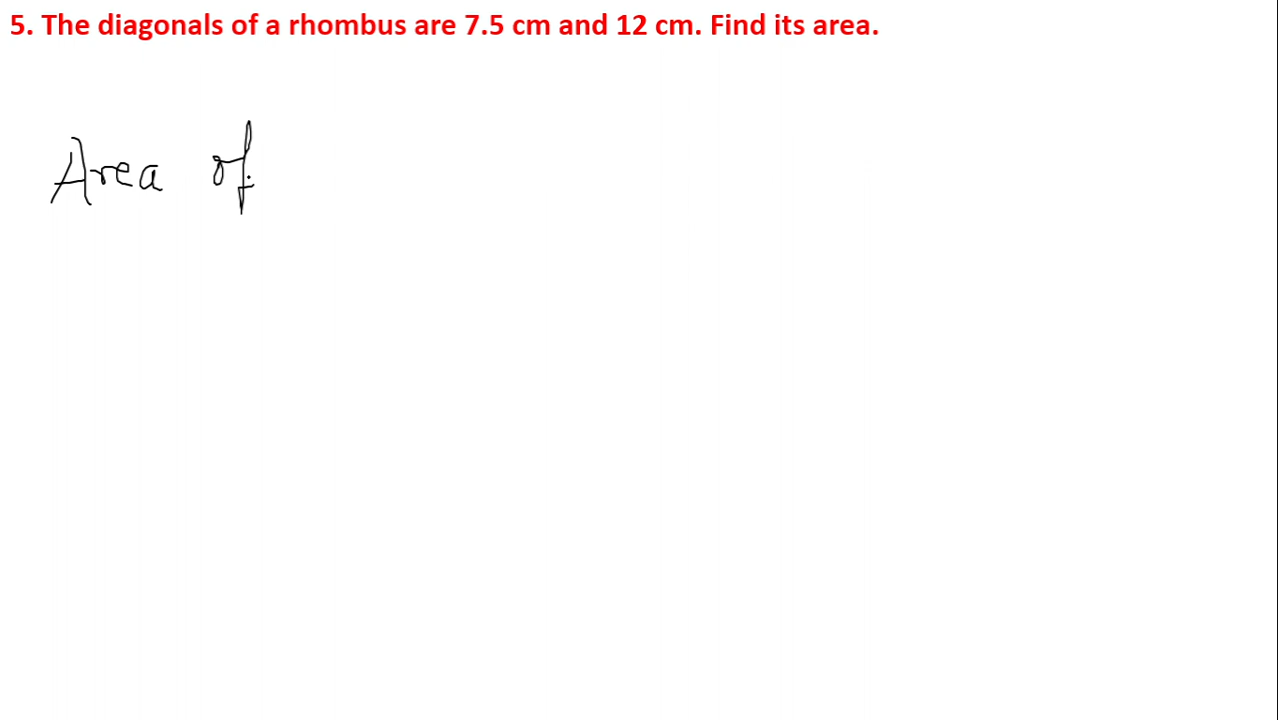 5. The diagonals of a rhombus are 7.5 cm and 12 cm. Find its area.
Area of